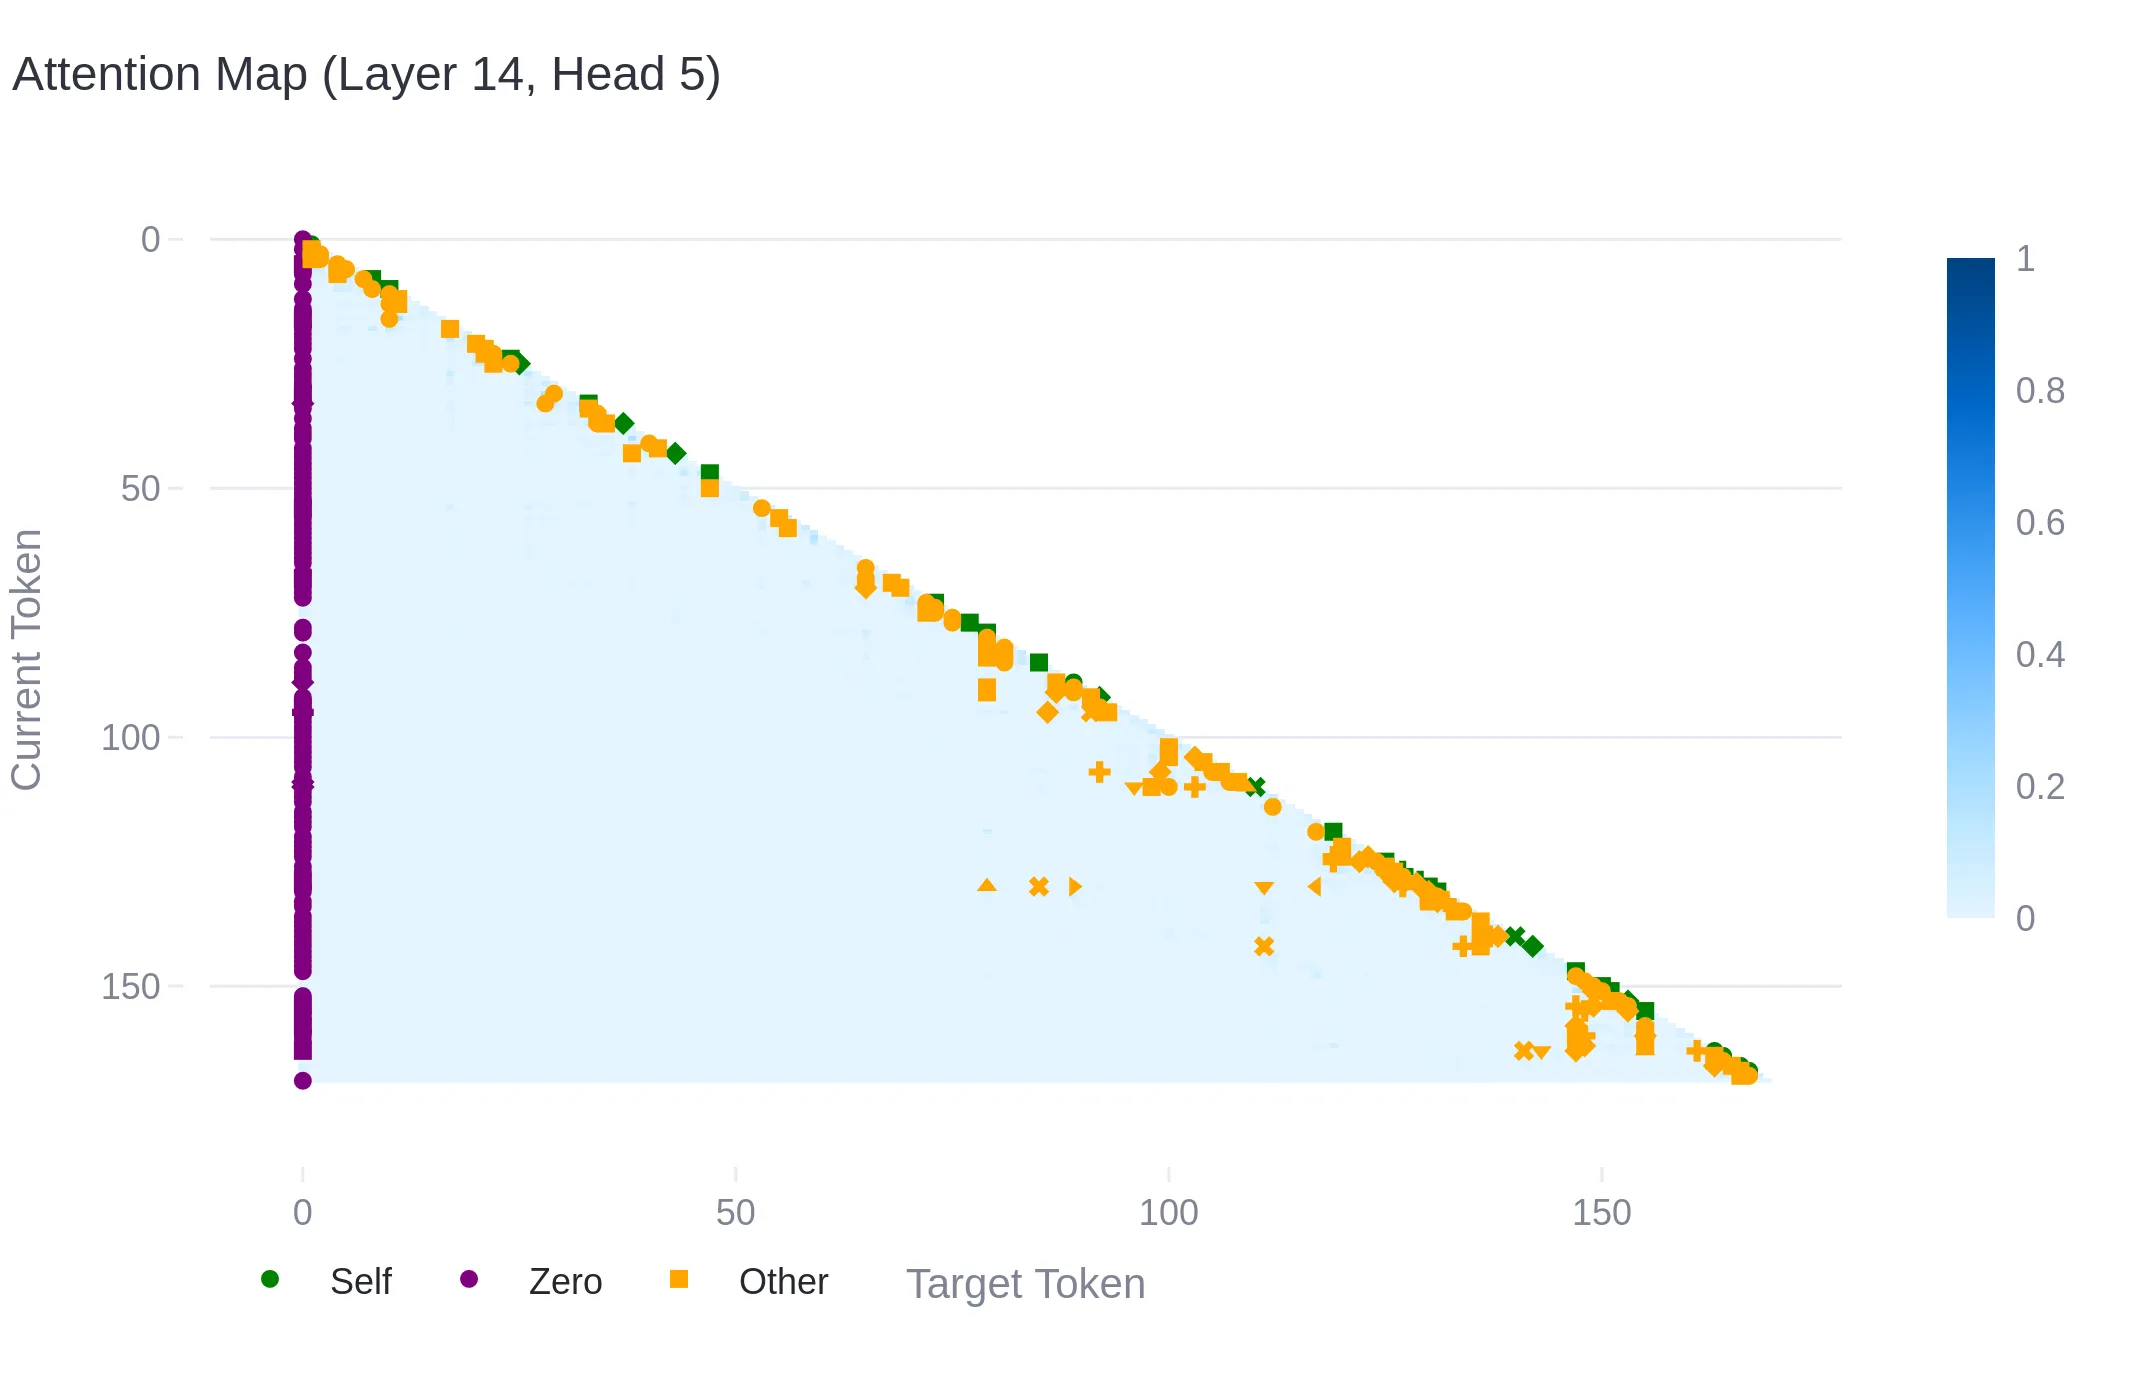 Attention Map (Layer 14, Head 5)
0
50
100
150
Current Token
1
0.8
0.6
0.4
0.2
0
0 50 100 150
Self Zero Other Target Token